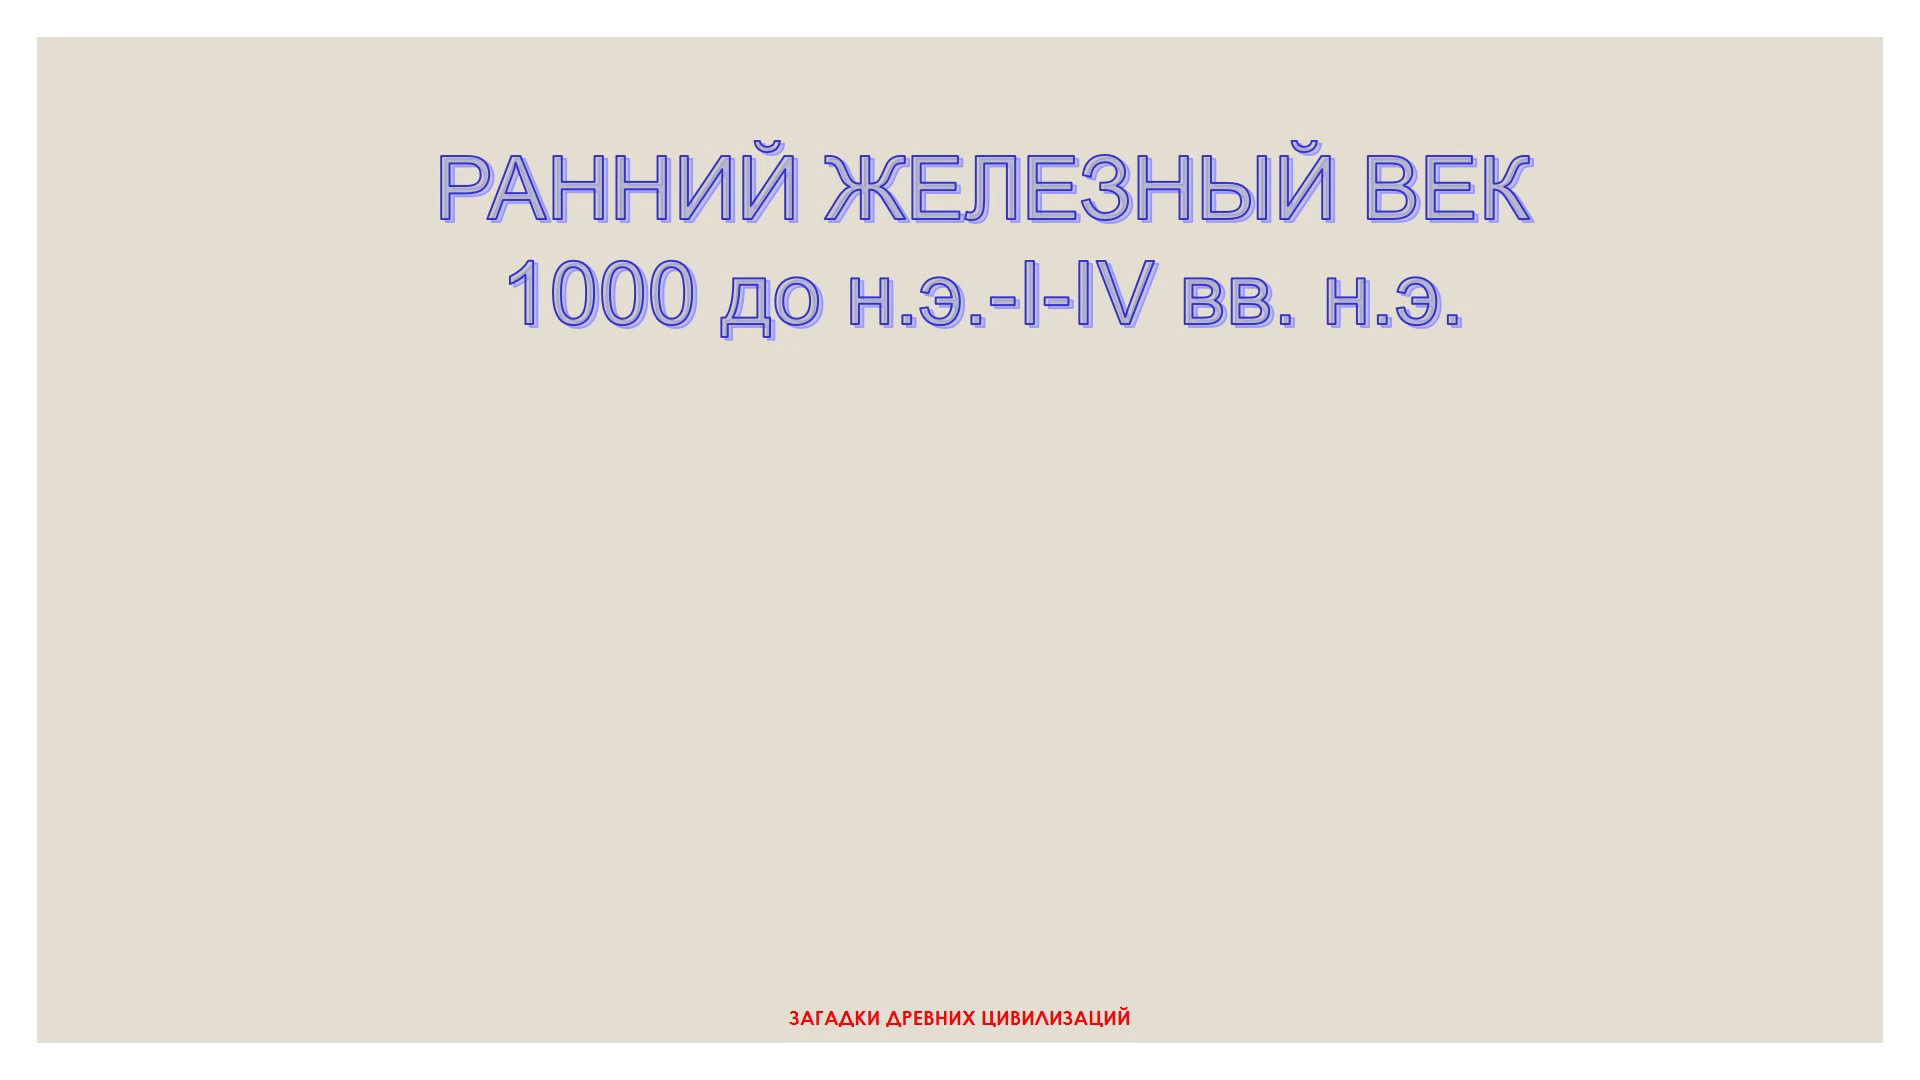 РАННИЙ ЖЕЛЕЗНЫЙ ВЕК
1000 до н.э.-I-IV вв. н.э.
ЗАГАДКИ ДРЕВНИХ ЦИВИЛИЗАЦИЙ